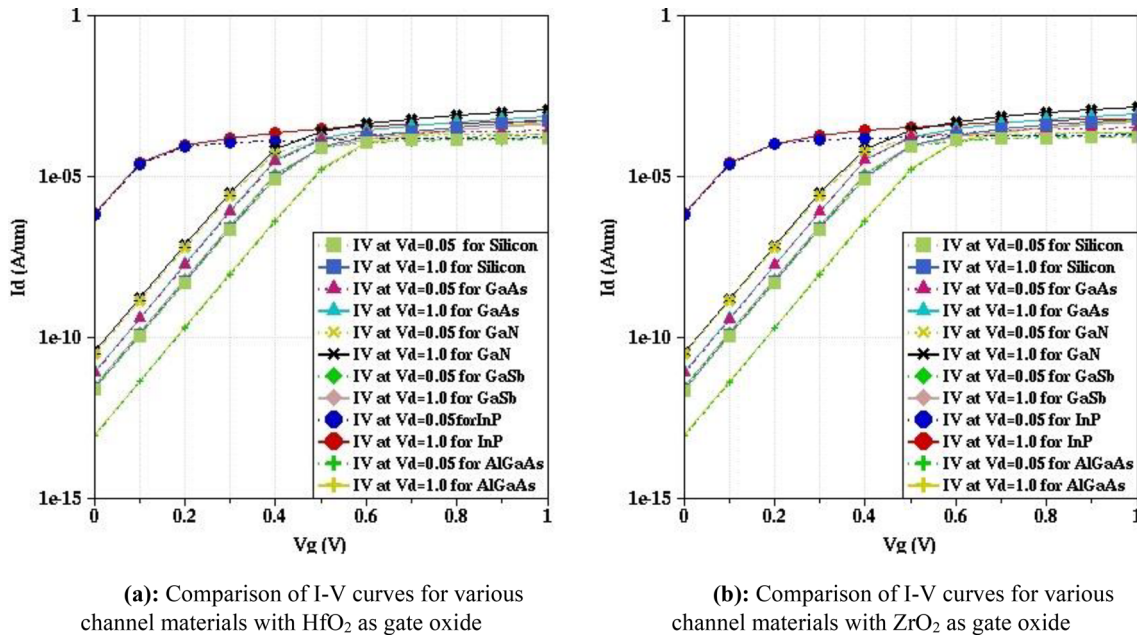 1
1e-05
1e-10
1e-15
Id (A/um)
IV at Vd=0.05 for Silicon
IV at Vd=1.0 for Silicon
IV at Vd=0.05 for GaAs
IV at Vd=1.0 for GaAs
IV at Vd=0.05 for GaN
IV at Vd=1.0 for GaN
IV at Vd=0.05 for GaSb
IV at Vd=1.0 for GaSb
IV at Vd=0.05forInP
IV at Vd=1.0 for InP
IV at Vd=0.05 for AlGaAs
IV at Vd=1.0 for AlGaAs
0 0.2 0.4 0.6 0.8 1
Vg (V)
(a): Comparison of I-V curves for various
channel materials with HfO₂ as gate oxide
1
1e-05
1e-10
1e-15
Id (A/um)
IV at Vd=0.05 for Silicon
IV at Vd=1.0 for Silicon
IV at Vd=0.05 for GaAs
IV at Vd=1.0 for GaAs
IV at Vd=0.05 for GaN
IV at Vd=1.0 for GaN
IV at Vd=0.05 for GaSb
IV at Vd=1.0 for GaSb
IV at Vd=0.05 for InP
IV at Vd=1.0 for InP
IV at Vd=0.05 for AlGaAs
IV at Vd=1.0 for AlGaAs
0 0.2 0.4 0.6 0.8 1
Vg (V)
(b): Comparison of I-V curves for various
channel materials with ZrO₂ as gate oxide